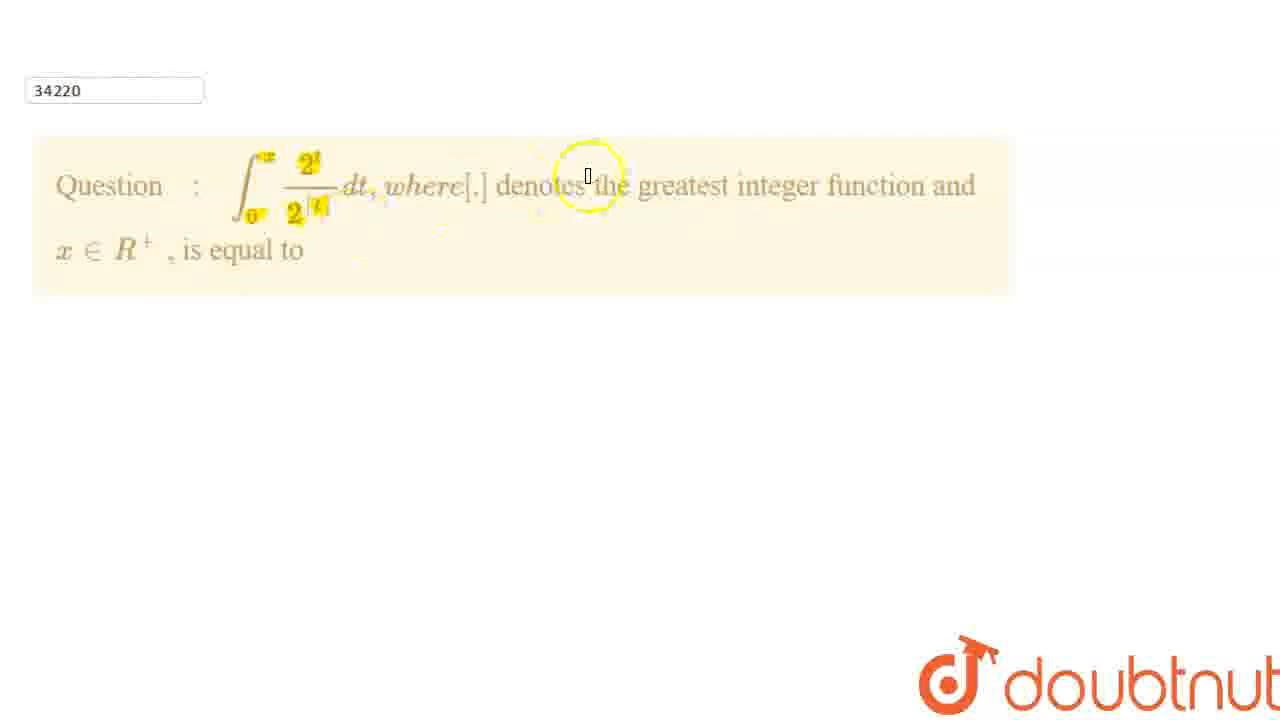 34220
Question : ∫₀ˣ 2ᵗ / 2^[t] dt, where[.] denotes the greatest integer function and
x ∈ R⁺ , is equal to
doubtnut